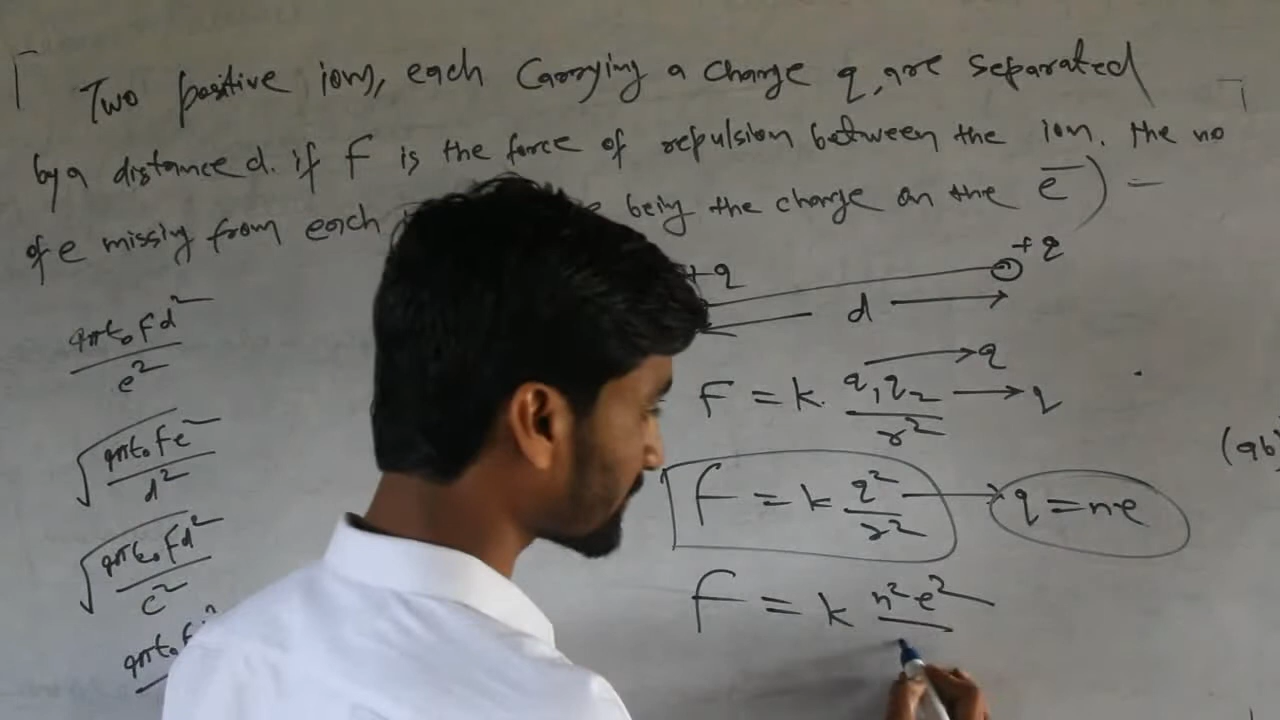 Two positive ions, each Carrying a charge q, are separated
by a distance d. if F is the force of repulsion between the ion. the no
of e missing from each being the charge on the e⁻) –
+q
+q
d
4πε₀Fd²/e²
→ q
F = k. q₁q₂/r² → q
√(4πε₀Fe²/d²)
(96
F = k q²/r² → q = ne
√(4πε₀Fd²/e²)
F = k n²e²
4πε₀F